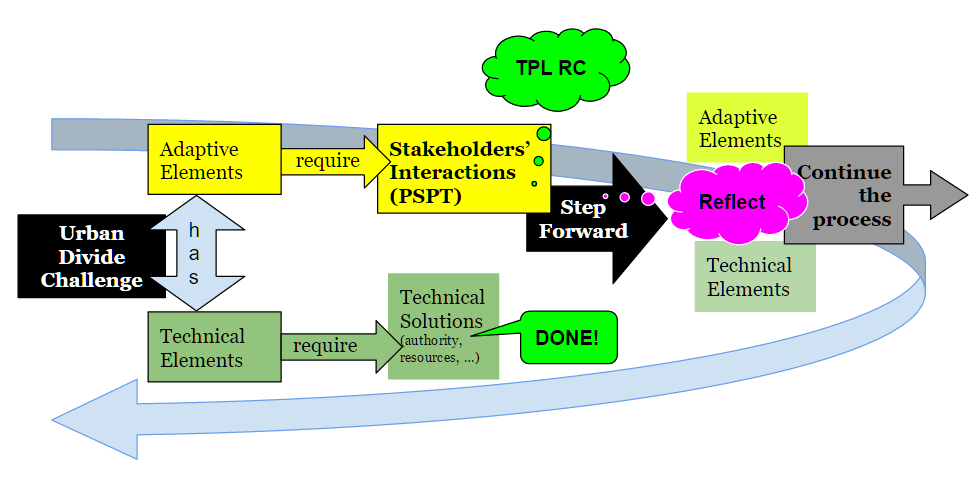 TPL RC
Adaptive
Elements
require
Stakeholders’
Interactions
(PSPT)
Adaptive
Elements
Urban
Divide
Challenge
h
a
s
Step
Forward
Reflect
Continue
the
process
Technical
Elements
Technical
Elements
require
Technical
Solutions
(authority,
resources, ...)
DONE!